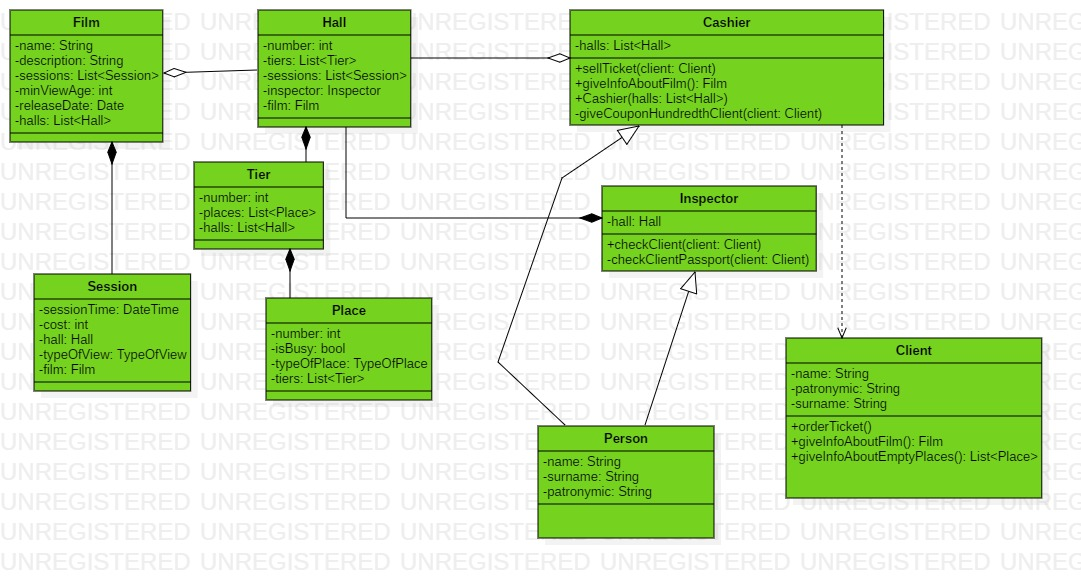 Film
-name: String
-description: String
-sessions: List<Session>
-minViewAge: int
-releaseDate: Date
-halls: List<Hall>
Hall
-number: int
-tiers: List<Tier>
-sessions: List<Session>
-inspector: Inspector
-film: Film
Cashier
-halls: List<Hall>
+sellTicket(client: Client)
+giveInfoAboutFilm(): Film
+Cashier(halls: List<Hall>)
-giveCouponHundredthClient(client: Client)
Tier
-number: int
-places: List<Place>
-halls: List<Hall>
Inspector
-hall: Hall
+checkClient(client: Client)
-checkClientPassport(client: Client)
Session
-sessionTime: DateTime
-cost: int
-hall: Hall
-typeOfView: TypeOfView
-film: Film
Place
-number: int
-isBusy: bool
-typeOfPlace: TypeOfPlace
-tiers: List<Tier>
Client
-name: String
-patronymic: String
-surname: String
+orderTicket()
+giveInfoAboutFilm(): Film
+giveInfoAboutEmptyPlaces(): List<Place>
Person
-name: String
-surname: String
-patronymic: String
UNREGISTERED UNREGISTERED UNREGISTERED UNREGISTERED UNREGISTERED